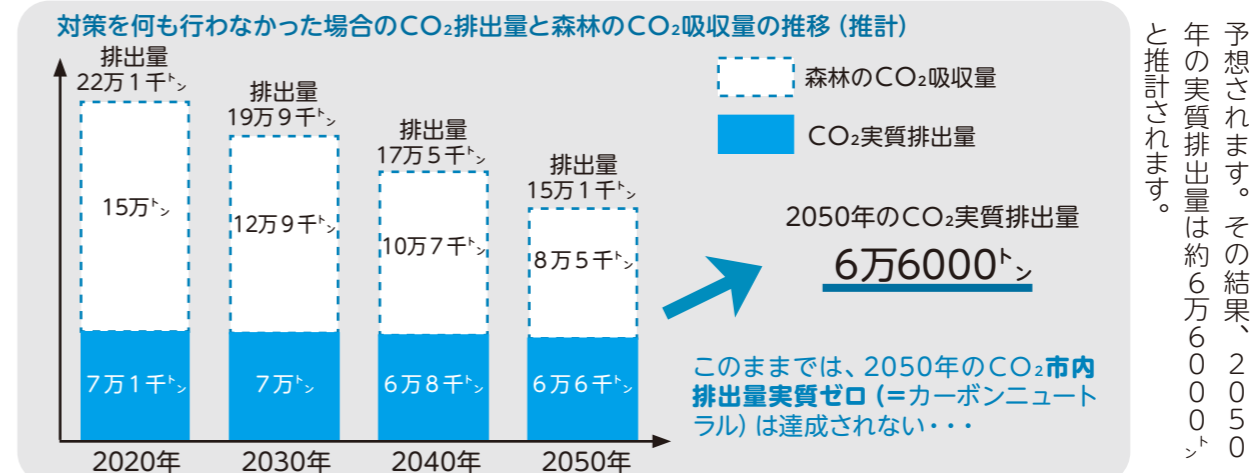 対策を何も行わなかった場合のCO₂排出量と森林のCO₂吸収量の推移（推計）
排出量
22万1千㌧
15万㌧
7万1千㌧
2020年
排出量
19万9千㌧
12万9千㌧
7万㌧
2030年
排出量
17万5千㌧
10万7千㌧
6万8千㌧
2040年
排出量
15万1千㌧
8万5千㌧
6万6千㌧
2050年
森林のCO₂吸収量
CO₂実質排出量
2050年のCO₂実質排出量
6万6000㌧
このままでは、2050年のCO₂市内
排出量実質ゼロ（＝カーボンニュート
ラル）は達成されない・・・
予想されます。その結果、2050
年の実質排出量は約6万6000㌧
と推計されます。